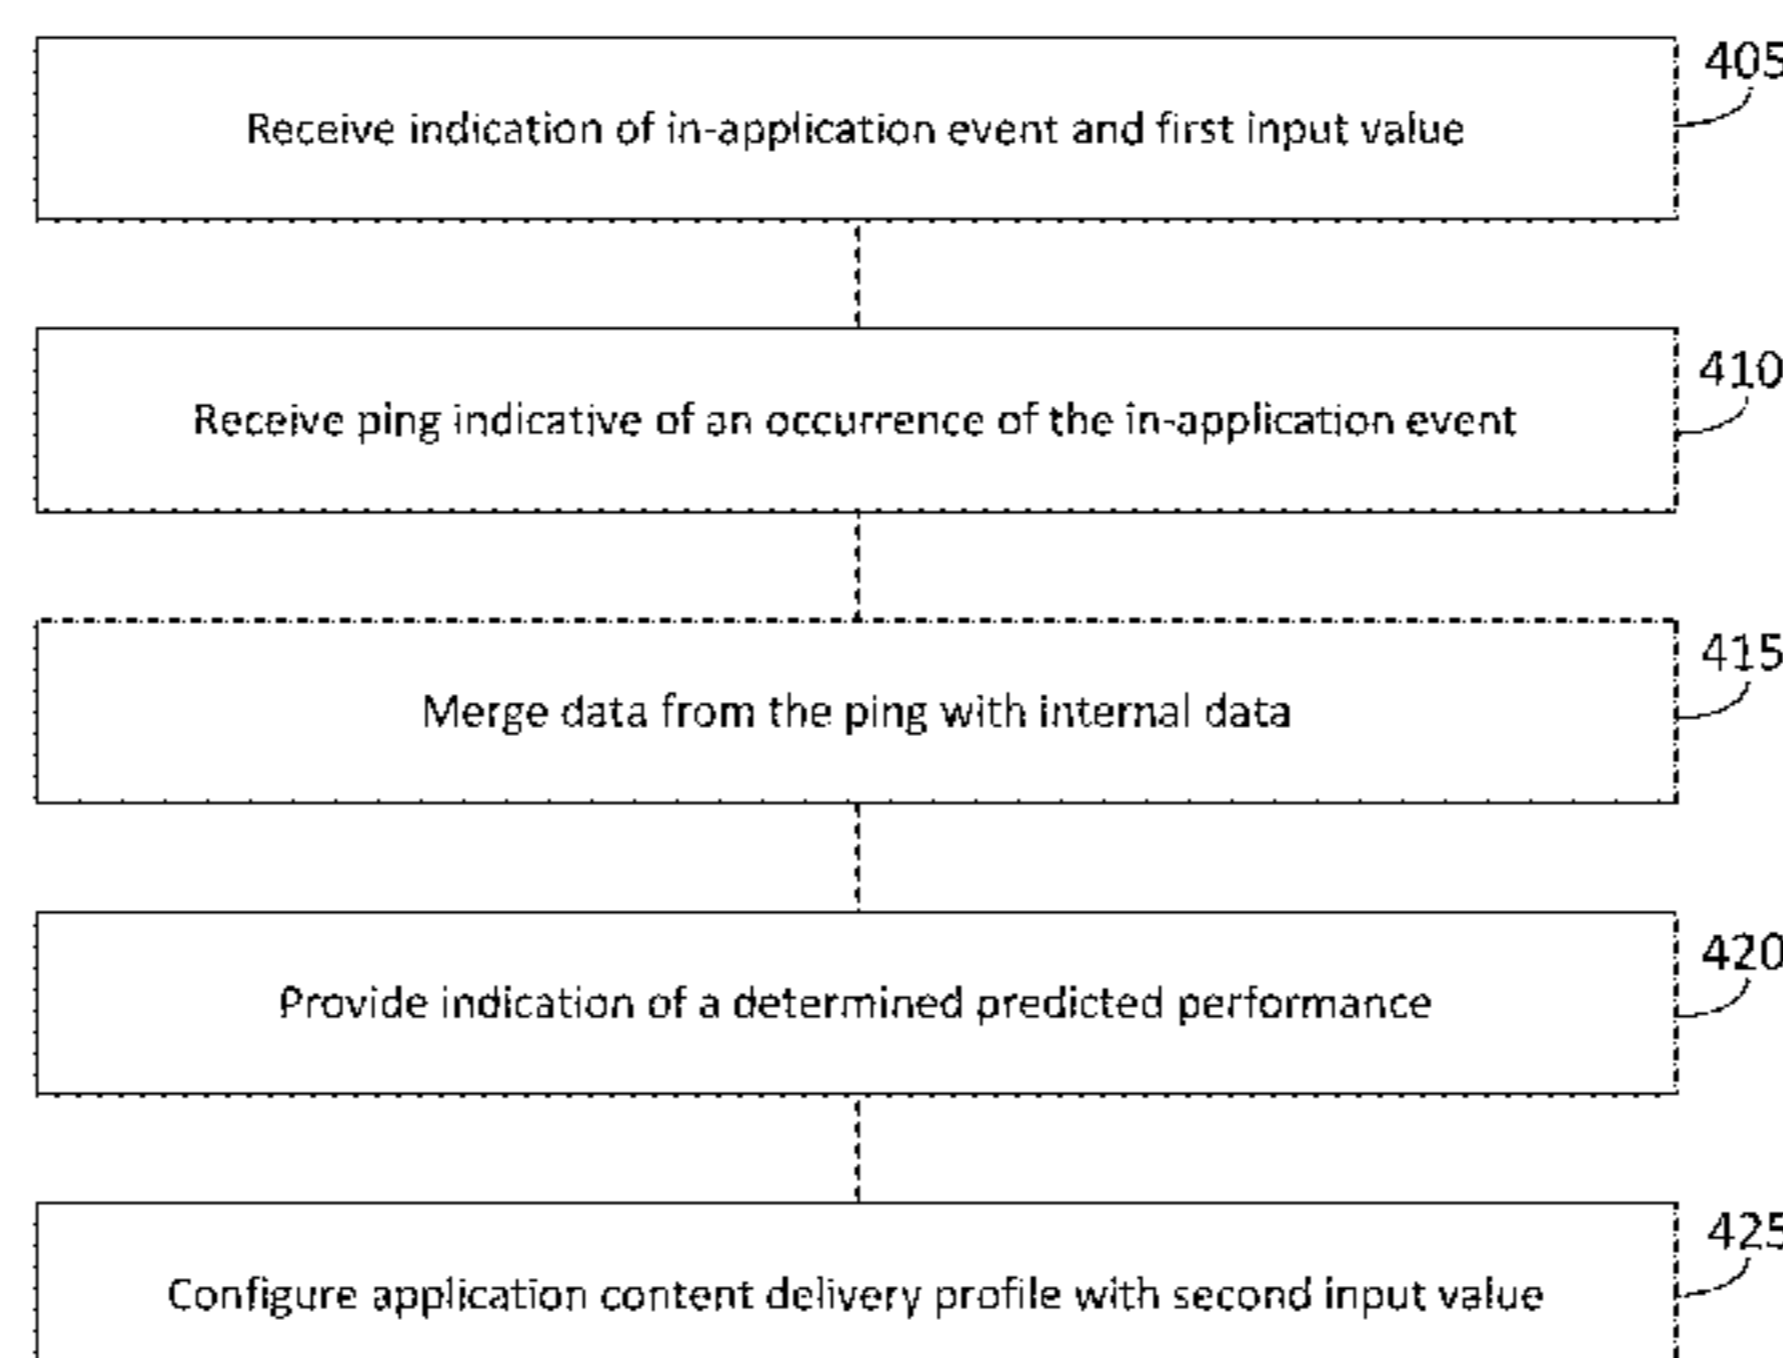 Receive indication of in-application event and first input value
405
Receive ping indicative of an occurrence of the in-application event
410
Merge data from the ping with internal data
415
Provide indication of a determined predicted performance
420
Configure application content delivery profile with second input value
425